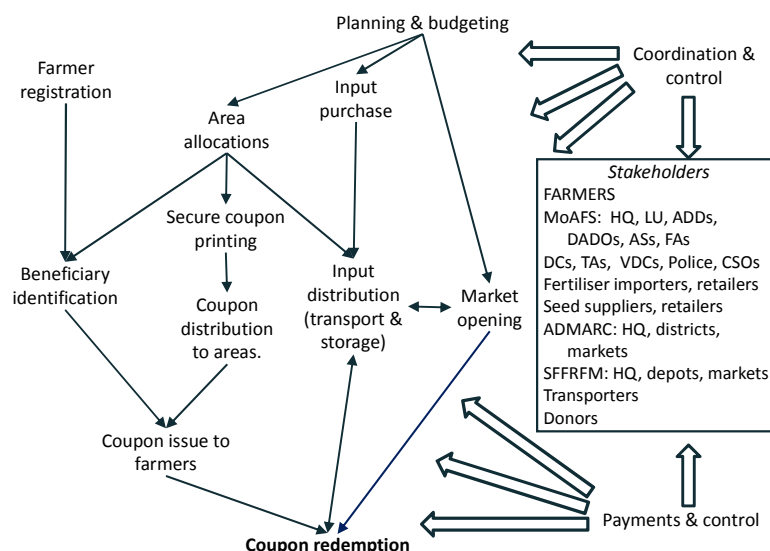 Planning & budgeting
Coordination &
control
Farmer
registration
Input
purchase
Area
allocations
Stakeholders
FARMERS
MoAFS: HQ, LU, ADDs,
DADOs, ASs, FAs
DCs, TAs, VDCs, Police, CSOs
Fertiliser importers, retailers
Seed suppliers, retailers
ADMARC: HQ, districts,
markets
SFFRFM: HQ, depots, markets
Transporters
Donors
Secure coupon
printing
Beneficiary
identification
Input
distribution
(transport &
storage)
Market
opening
Coupon
distribution
to areas.
Coupon issue to
farmers
Payments & control
Coupon redemption